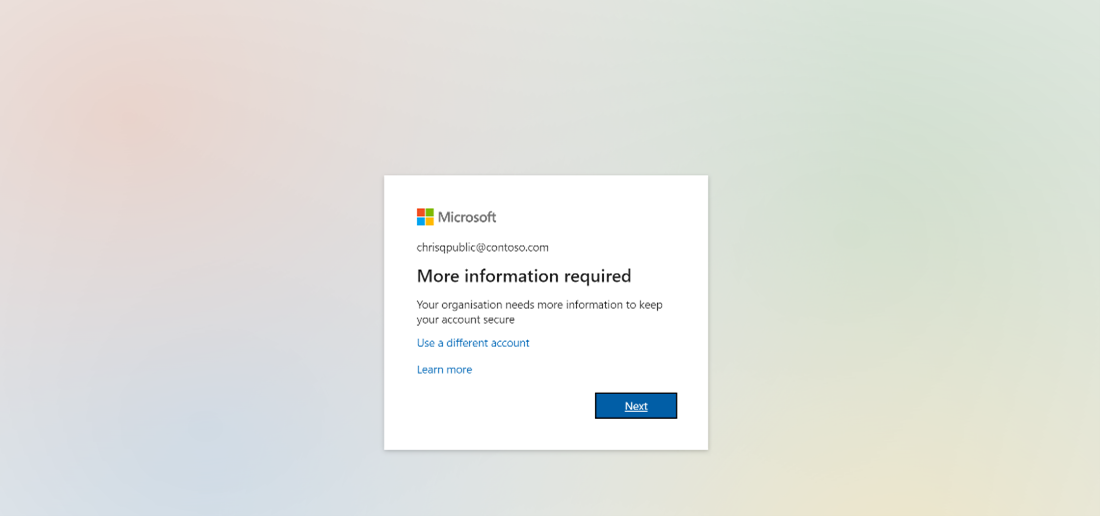 Microsoft
chrisqpublic@contoso.com
More information required
Your organisation needs more information to keep
your account secure
Use a different account
Learn more
Next